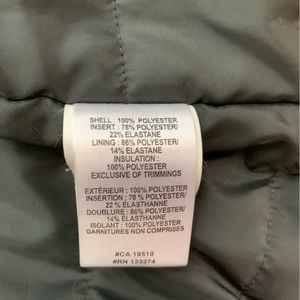 SHELL : 100% POLYESTER
INSERT : 78% POLYESTER/
22% ELASTANE
LINING : 86% POLYESTER/
14% ELASTANE
INSULATION :
100% POLYESTER
EXCLUSIVE OF TRIMMINGS
EXTÉRIEUR : 100% POLYESTER
INSERTION : 78 % POLYESTER/
22 % ÉLASTHANNE
DOUBLURE : 86% POLYESTER/
14% ÉLASTHANNE
ISOLANT : 100% POLYESTER
GARNITURES NON COMPRISES
#CA 19510
#RN 123274